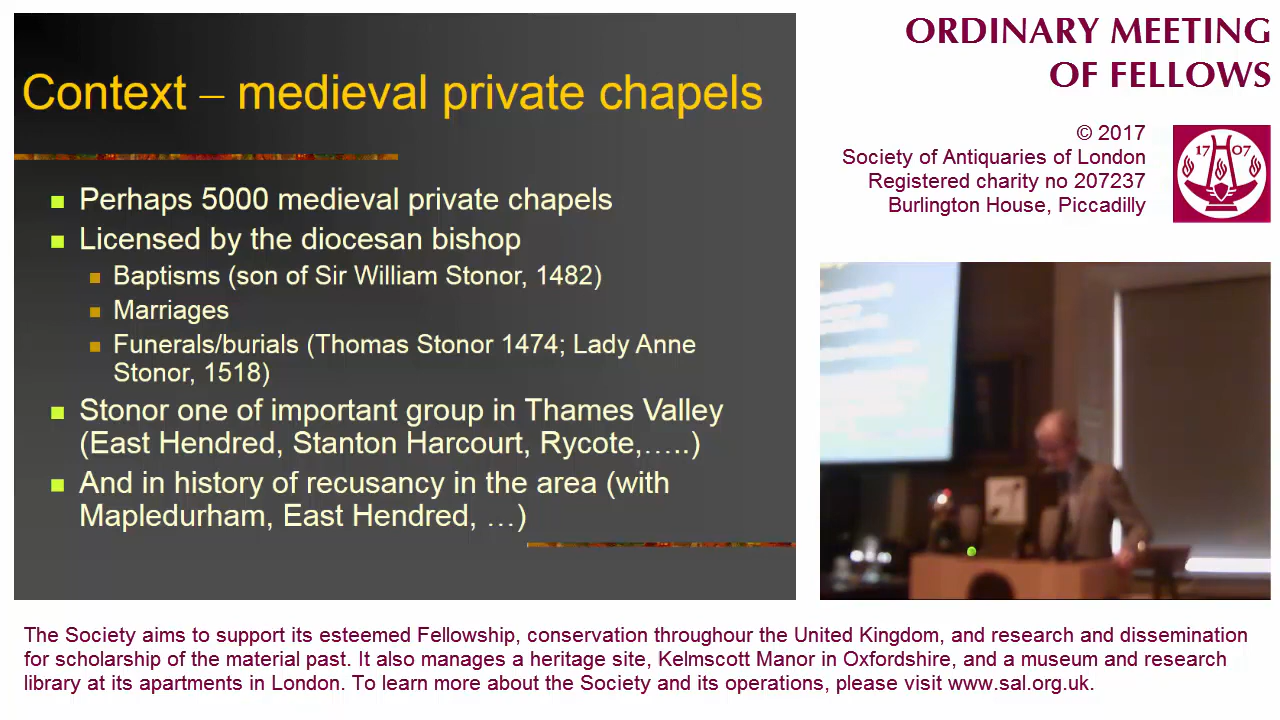 Context – medieval private chapels
Perhaps 5000 medieval private chapels
Licensed by the diocesan bishop
Baptisms (son of Sir William Stonor, 1482)
Marriages
Funerals/burials (Thomas Stonor 1474; Lady Anne
Stonor, 1518)
Stonor one of important group in Thames Valley
(East Hendred, Stanton Harcourt, Rycote,…..)
And in history of recusancy in the area (with
Mapledurham, East Hendred, …)
ORDINARY MEETING
OF FELLOWS
© 2017
Society of Antiquaries of London
Registered charity no 207237
Burlington House, Piccadilly
17 07
The Society aims to support its esteemed Fellowship, conservation throughour the United Kingdom, and research and dissemination
for scholarship of the material past. It also manages a heritage site, Kelmscott Manor in Oxfordshire, and a museum and research
library at its apartments in London. To learn more about the Society and its operations, please visit www.sal.org.uk.